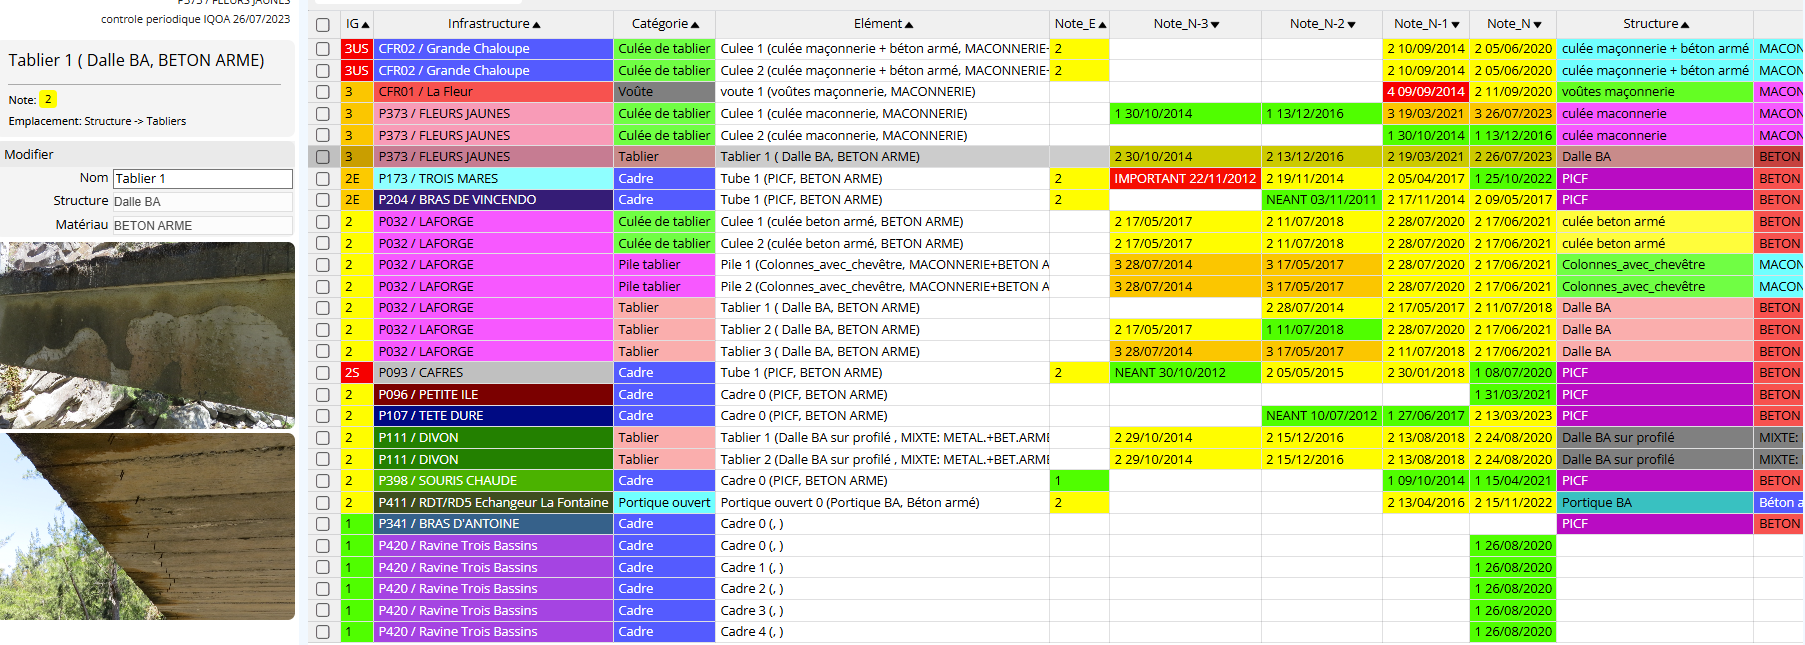 P373 / FLEURS JAUNES
controle periodique IQOA 26/07/2023
Tablier 1 ( Dalle BA, BETON ARME)
Note: 2
Emplacement: Structure -> Tabliers
Modifier
Nom Tablier 1
Structure Dalle BA
Matériau BETON ARME
IG Infrastructure Catégorie Elément Note_E Note_N-3 Note_N-2 Note_N-1 Note_N Structure
3US CFR02 / Grande Chaloupe Culée de tablier Culee 1 (culée maçonnerie + béton armé, MACONNERIE- 2 2 10/09/2014 2 05/06/2020 culée maçonnerie + béton armé MACON
3US CFR02 / Grande Chaloupe Culée de tablier Culee 2 (culée maçonnerie + béton armé, MACONNERIE- 2 2 10/09/2014 2 05/06/2020 culée maçonnerie + béton armé MACON
3 CFR01 / La Fleur Voûte voute 1 (voûtes maçonnerie, MACONNERIE) 4 09/09/2014 2 11/09/2020 voûtes maçonnerie MACON
3 P373 / FLEURS JAUNES Culée de tablier Culee 1 (culée maconnerie, MACONNERIE) 1 30/10/2014 1 13/12/2016 3 19/03/2021 3 26/07/2023 culée maconnerie MACON
3 P373 / FLEURS JAUNES Culée de tablier Culee 2 (culée maconnerie, MACONNERIE) 1 30/10/2014 1 13/12/2016 culée maconnerie MACON
3 P373 / FLEURS JAUNES Tablier Tablier 1 ( Dalle BA, BETON ARME) 2 30/10/2014 2 13/12/2016 2 19/03/2021 2 26/07/2023 Dalle BA BETON
2E P173 / TROIS MARES Cadre Tube 1 (PICF, BETON ARME) 2 IMPORTANT 22/11/2012 2 19/11/2014 2 05/04/2017 1 25/10/2022 PICF BETON
2E P204 / BRAS DE VINCENDO Cadre Tube 1 (PICF, BETON ARME) 2 NEANT 03/11/2011 2 17/11/2014 2 09/05/2017 PICF BETON
2 P032 / LAFORGE Culée de tablier Culee 1 (culée beton armé, BETON ARME) 2 17/05/2017 2 11/07/2018 2 28/07/2020 2 17/06/2021 culée beton armé BETON
2 P032 / LAFORGE Culée de tablier Culee 2 (culée beton armé, BETON ARME) 2 17/05/2017 2 11/07/2018 2 28/07/2020 2 17/06/2021 culée beton armé BETON
2 P032 / LAFORGE Pile tablier Pile 1 (Colonnes_avec_chevêtre, MACONNERIE+BETON A 3 28/07/2014 3 17/05/2017 2 28/07/2020 2 17/06/2021 Colonnes_avec_chevêtre MACON
2 P032 / LAFORGE Pile tablier Pile 2 (Colonnes_avec_chevêtre, MACONNERIE+BETON A 3 28/07/2014 3 17/05/2017 2 28/07/2020 2 17/06/2021 Colonnes_avec_chevêtre MACON
2 P032 / LAFORGE Tablier Tablier 1 ( Dalle BA, BETON ARME) 2 28/07/2014 2 17/05/2017 2 11/07/2018 Dalle BA BETON
2 P032 / LAFORGE Tablier Tablier 2 ( Dalle BA, BETON ARME) 2 17/05/2017 1 11/07/2018 2 28/07/2020 2 17/06/2021 Dalle BA BETON
2 P032 / LAFORGE Tablier Tablier 3 ( Dalle BA, BETON ARME) 3 28/07/2014 3 17/05/2017 2 11/07/2018 2 17/06/2021 Dalle BA BETON
2S P093 / CAFRES Cadre Tube 1 (PICF, BETON ARME) 2 NEANT 30/10/2012 2 05/05/2015 2 30/01/2018 1 08/07/2020 PICF BETON
2 P096 / PETITE ILE Cadre Cadre 0 (PICF, BETON ARME) 1 31/03/2021 PICF BETON
2 P107 / TETE DURE Cadre Cadre 0 (PICF, BETON ARME) NEANT 10/07/2012 1 27/06/2017 2 13/03/2023 PICF BETON
2 P111 / DIVON Tablier Tablier 1 (Dalle BA sur profilé , MIXTE: METAL.+BET.ARME 2 29/10/2014 2 15/12/2016 2 13/08/2018 2 24/08/2020 Dalle BA sur profilé MIXTE:
2 P111 / DIVON Tablier Tablier 2 (Dalle BA sur profilé , MIXTE: METAL.+BET.ARME 2 29/10/2014 2 15/12/2016 2 13/08/2018 2 24/08/2020 Dalle BA sur profilé MIXTE:
2 P398 / SOURIS CHAUDE Cadre Cadre 0 (PICF, BETON ARME) 1 1 09/10/2014 1 15/04/2021 PICF BETON
2 P411 / RDT/RD5 Echangeur La Fontaine Portique ouvert Portique ouvert 0 (Portique BA, Béton armé) 2 2 13/04/2016 2 15/11/2022 Portique BA Béton a
1 P341 / BRAS D'ANTOINE Cadre Cadre 0 (, ) PICF BETON
1 P420 / Ravine Trois Bassins Cadre Cadre 0 (, ) 1 26/08/2020
1 P420 / Ravine Trois Bassins Cadre Cadre 1 (, ) 1 26/08/2020
1 P420 / Ravine Trois Bassins Cadre Cadre 2 (, ) 1 26/08/2020
1 P420 / Ravine Trois Bassins Cadre Cadre 3 (, ) 1 26/08/2020
1 P420 / Ravine Trois Bassins Cadre Cadre 4 (, ) 1 26/08/2020